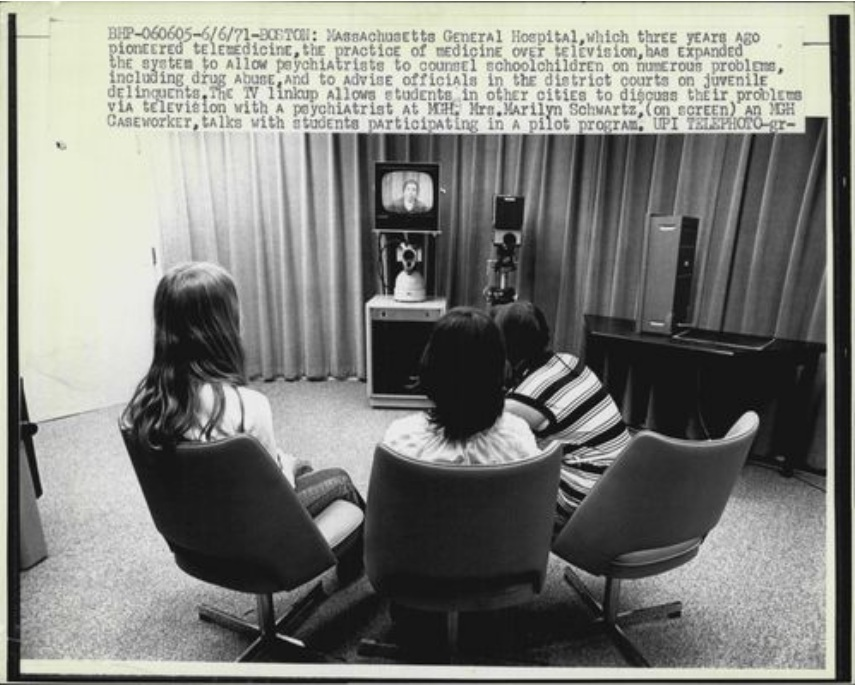 BHP-060605-6/6/71-BOSTON: Massachusetts General Hospital,which three years ago
pioneered telemedicine,the practice of medicine over television,has expanded
the system to allow psychiatrists to counsel schoolchildren on numerous problems,
including drug abuse,and to advise officials in the district courts on juvenile
delinquents.The TV linkup allows students in other cities to discuss their problems
via television with a psychiatrist at MGH. Mrs.Marilyn Schwartz,(on screen) an MGH
Caseworker,talks with students participating in a pilot program. UPI TELEPHOTO-gr-